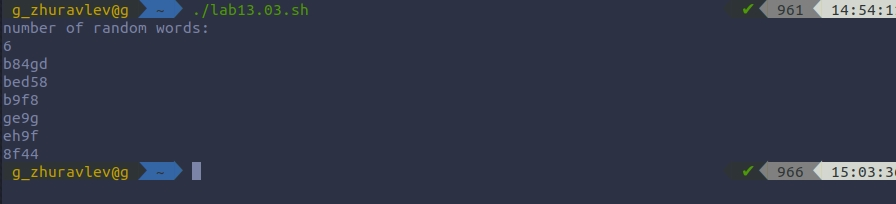 g_zhuravlev@g ~ ./lab13.03.sh ✔ 961 14:54:1
number of random words:
6
b84gd
bed58
b9f8
ge9g
eh9f
8f44
g_zhuravlev@g ~ ✔ 966 15:03:3